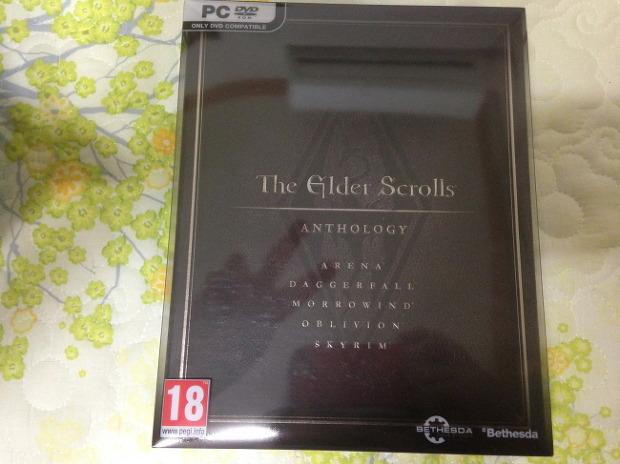 PC DVD ROM
ONLY DVD COMPATIBLE
The Elder Scrolls
ANTHOLOGY
ARENA
DAGGERFALL
MORROWIND
OBLIVION
SKYRIM
18
www.pegi.info
BETHESDA Bethesda